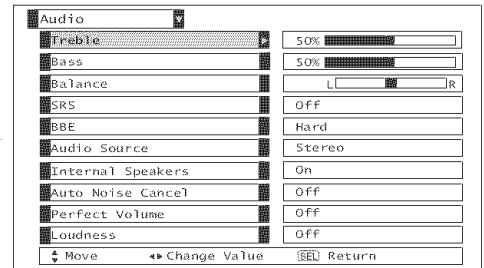 Audio
Treble 50%
Bass 50%
Balance L R
SRS Off
BBE Hard
Audio Source Stereo
Internal Speakers On
Auto Noise Cancel Off
Perfect Volume Off
Loudness Off
Move Change Value SEL Return